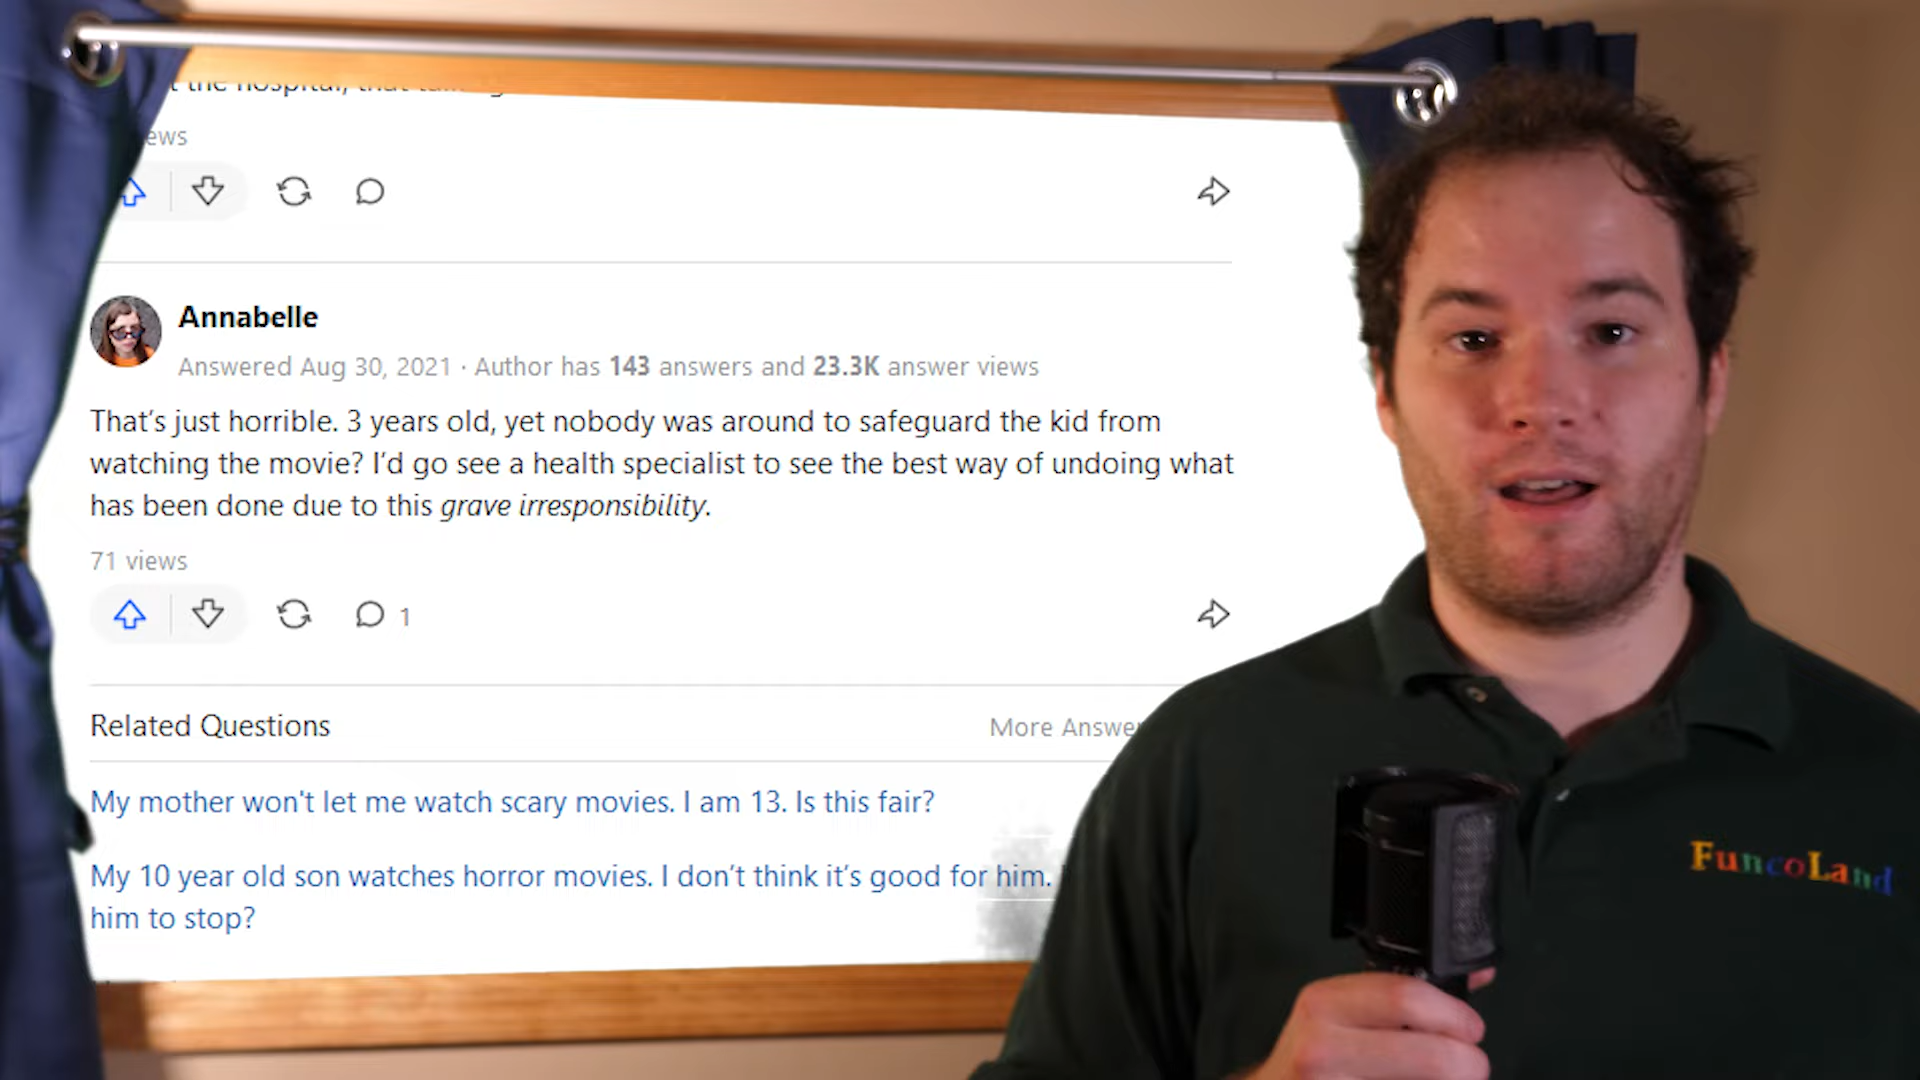 the hospital, that
ews
Annabelle
Answered Aug 30, 2021 · Author has 143 answers and 23.3K answer views
That’s just horrible. 3 years old, yet nobody was around to safeguard the kid from
watching the movie? I’d go see a health specialist to see the best way of undoing what
has been done due to this grave irresponsibility.
71 views
1
Related Questions
More Answe
My mother won't let me watch scary movies. I am 13. Is this fair?
My 10 year old son watches horror movies. I don’t think it’s good for him.
him to stop?
FuncoLand